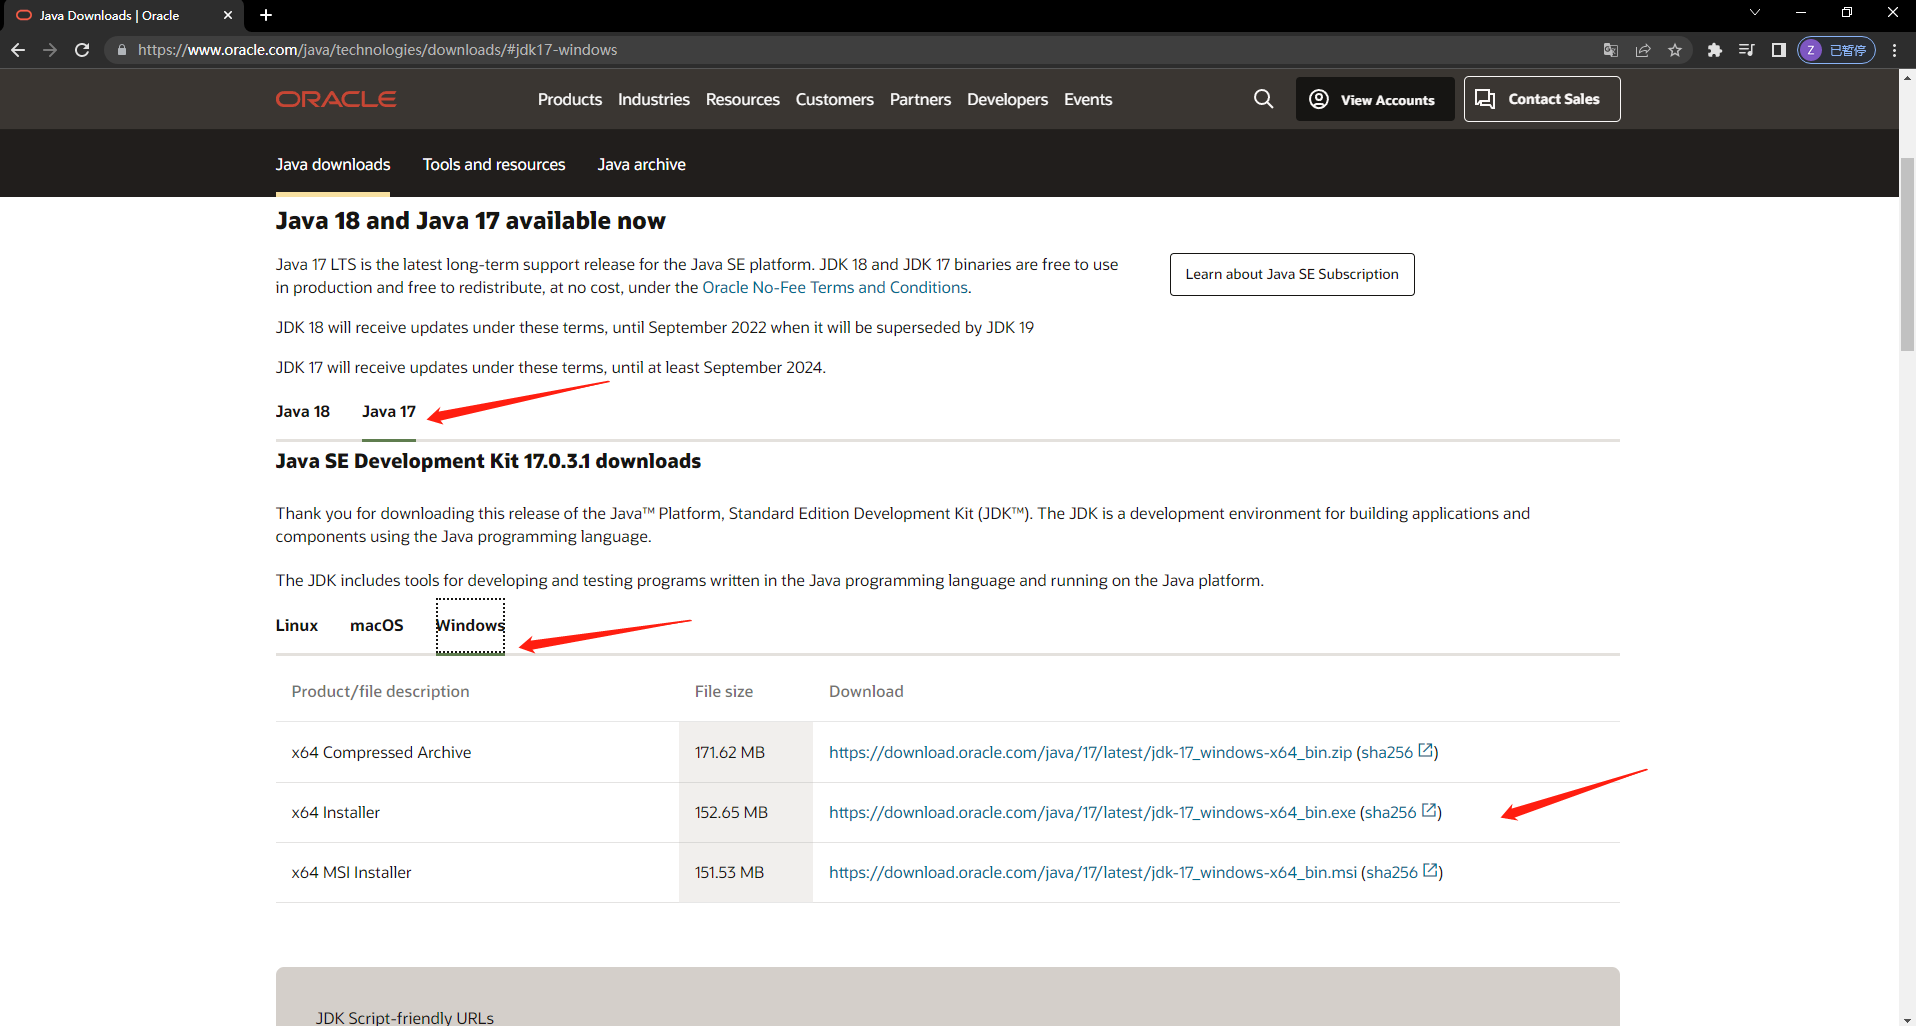 Java Downloads | Oracle
https://www.oracle.com/java/technologies/downloads/#jdk17-windows
Z 已暂停
ORACLE Products Industries Resources Customers Partners Developers Events View Accounts Contact Sales
Java downloads Tools and resources Java archive
Java 18 and Java 17 available now
Java 17 LTS is the latest long-term support release for the Java SE platform. JDK 18 and JDK 17 binaries are free to use
in production and free to redistribute, at no cost, under the Oracle No-Fee Terms and Conditions.
Learn about Java SE Subscription
JDK 18 will receive updates under these terms, until September 2022 when it will be superseded by JDK 19
JDK 17 will receive updates under these terms, until at least September 2024.
Java 18 Java 17
Java SE Development Kit 17.0.3.1 downloads
Thank you for downloading this release of the Java™ Platform, Standard Edition Development Kit (JDK™). The JDK is a development environment for building applications and
components using the Java programming language.
The JDK includes tools for developing and testing programs written in the Java programming language and running on the Java platform.
Linux macOS Windows
Product/file description File size Download
x64 Compressed Archive 171.62 MB https://download.oracle.com/java/17/latest/jdk-17_windows-x64_bin.zip (sha256)
x64 Installer 152.65 MB https://download.oracle.com/java/17/latest/jdk-17_windows-x64_bin.exe (sha256)
x64 MSI Installer 151.53 MB https://download.oracle.com/java/17/latest/jdk-17_windows-x64_bin.msi (sha256)
JDK Script-friendly URLs